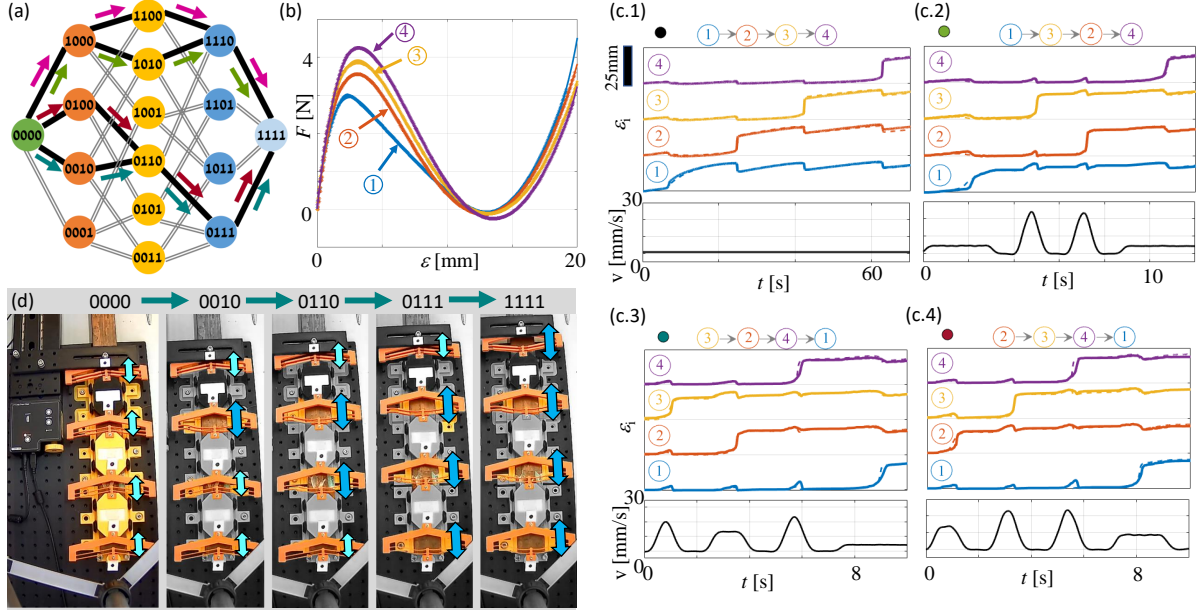 (a)
1100
1000
1110
1010
0100
1101
0000
1001
1111
0010
0110
1011
0101
0001
0111
0011
(b)
4
0
F [N]
0
ε [mm]
20
④
③
②
①
(c.1)
① → ② → ③ → ④
25mm
εi
④
③
②
①
30
0
v [mm/s]
0
t [s]
60
(c.2)
① → ③ → ② → ④
④
③
②
①
0
t [s]
10
(d)
0000 → 0010 → 0110 → 0111 → 1111
(c.3)
③ → ② → ④ → ①
εi
④
③
②
①
30
0
v [mm/s]
0
t [s]
8
(c.4)
② → ③ → ④ → ①
④
③
②
①
0
t [s]
8